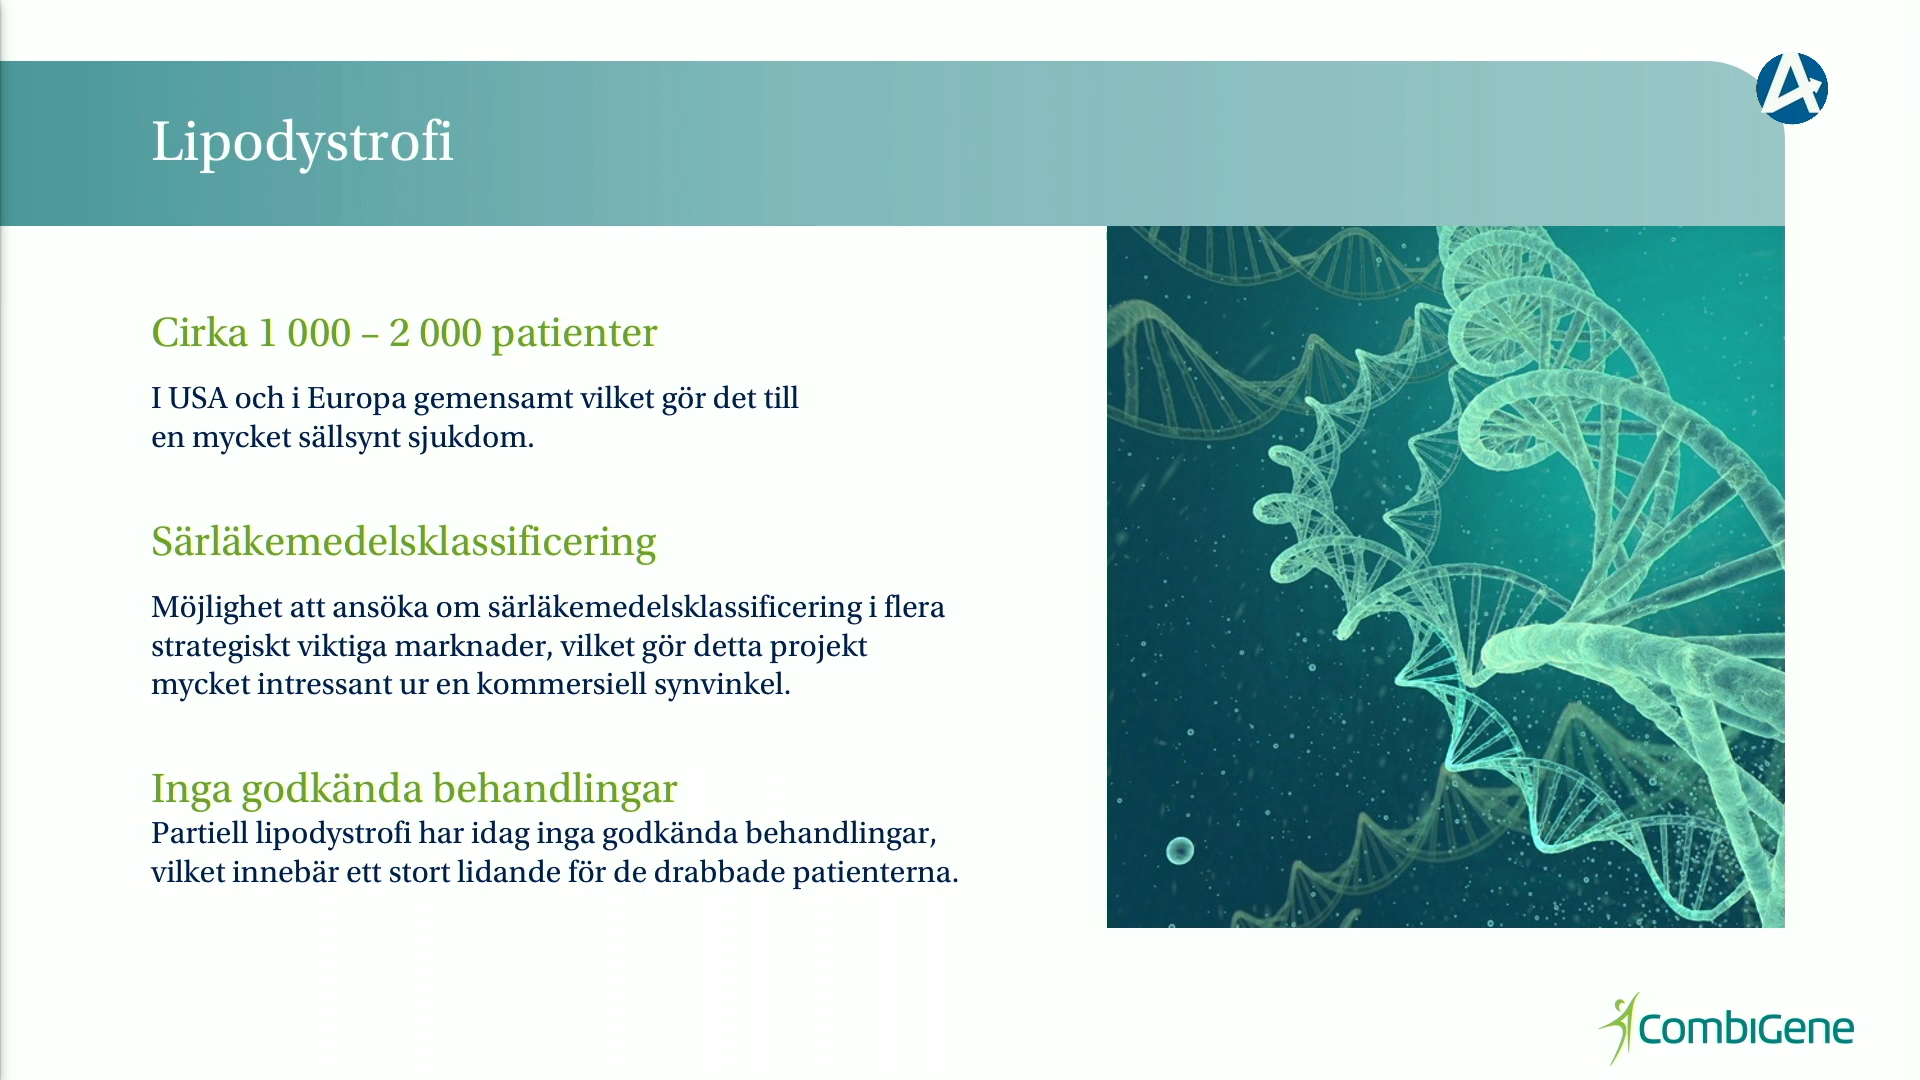 Lipodystrofi
Cirka 1 000 – 2 000 patienter
I USA och i Europa gemensamt vilket gör det till
en mycket sällsynt sjukdom.
Särläkemedelsklassificering
Möjlighet att ansöka om särläkemedelsklassificering i flera
strategiskt viktiga marknader, vilket gör detta projekt
mycket intressant ur en kommersiell synvinkel.
Inga godkända behandlingar
Partiell lipodystrofi har idag inga godkända behandlingar,
vilket innebär ett stort lidande för de drabbade patienterna.
CombiGene